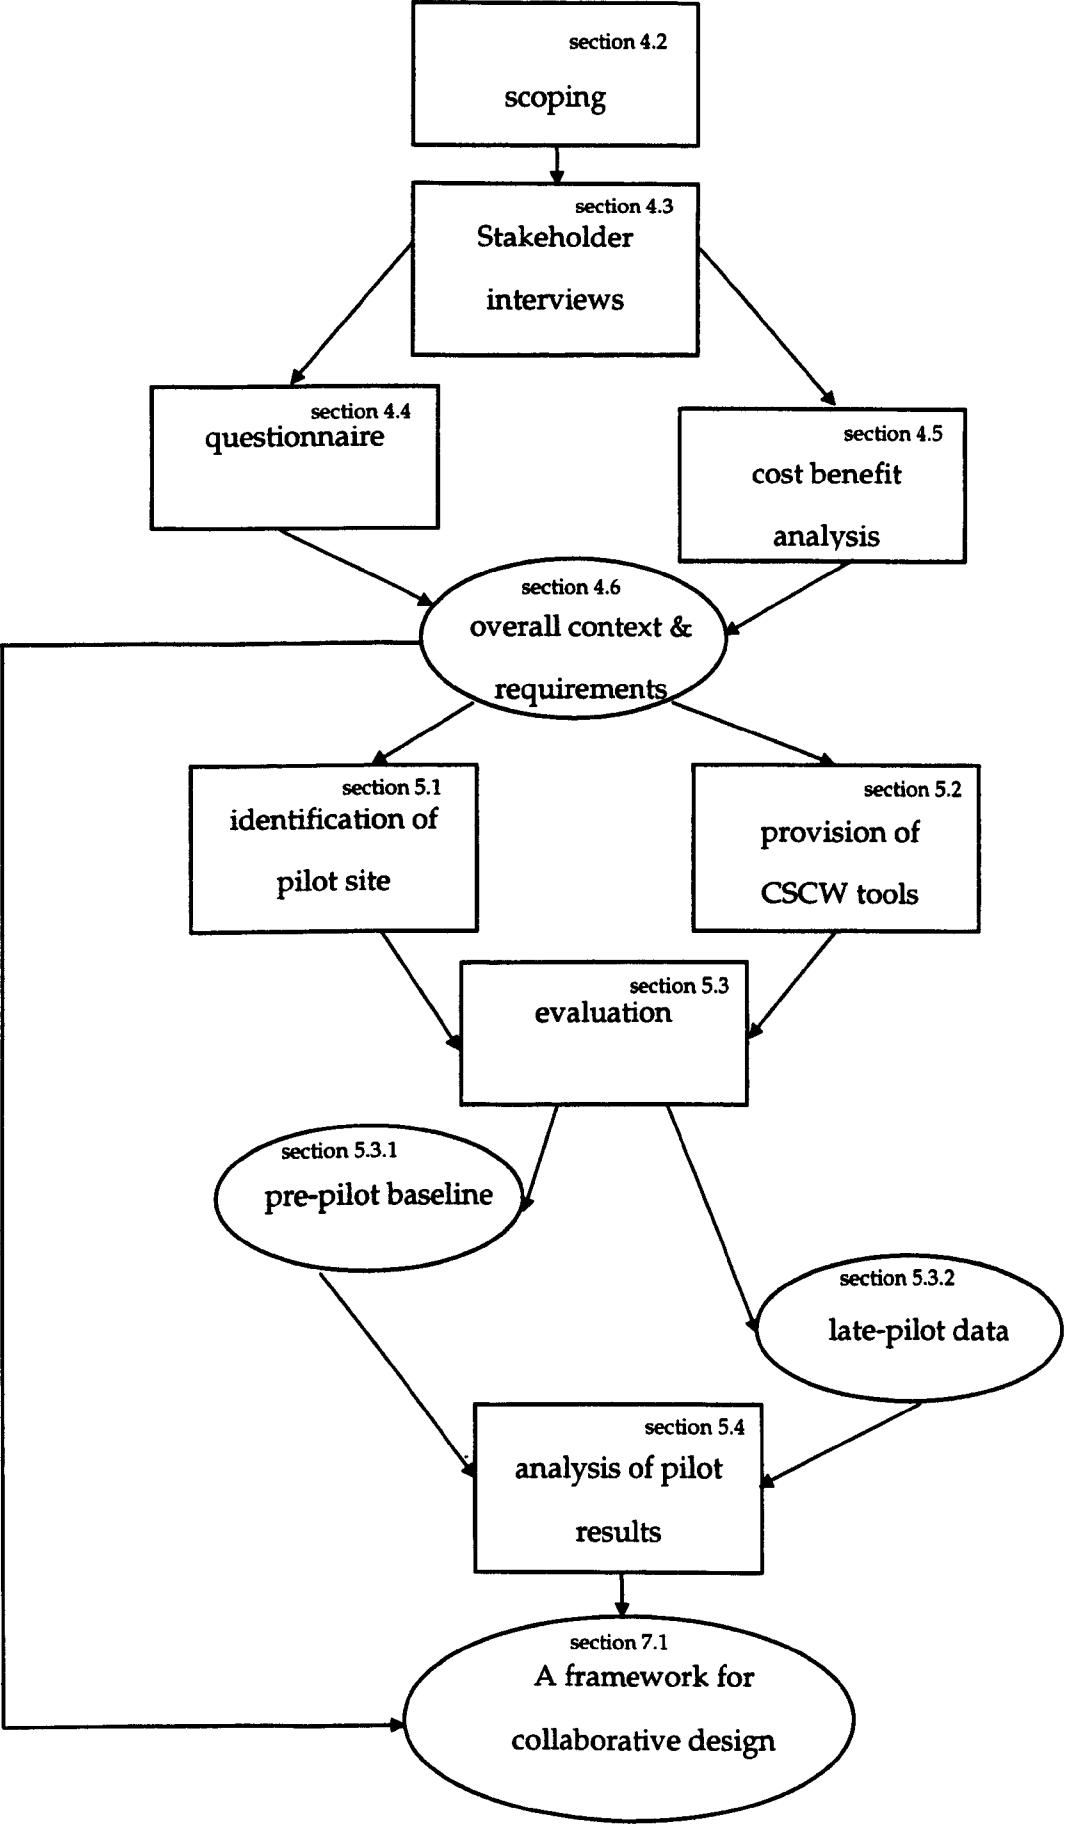 section 4.2
scoping
section 4.3
Stakeholder
interviews
section 4.4
questionnaire
section 4.5
cost benefit
analysis
section 4.6
overall context &
requirements
section 5.1
identification of
pilot site
section 5.2
provision of
CSCW tools
section 5.3
evaluation
section 5.3.1
pre-pilot baseline
section 5.3.2
late-pilot data
section 5.4
analysis of pilot
results
section 7.1
A framework for
collaborative design